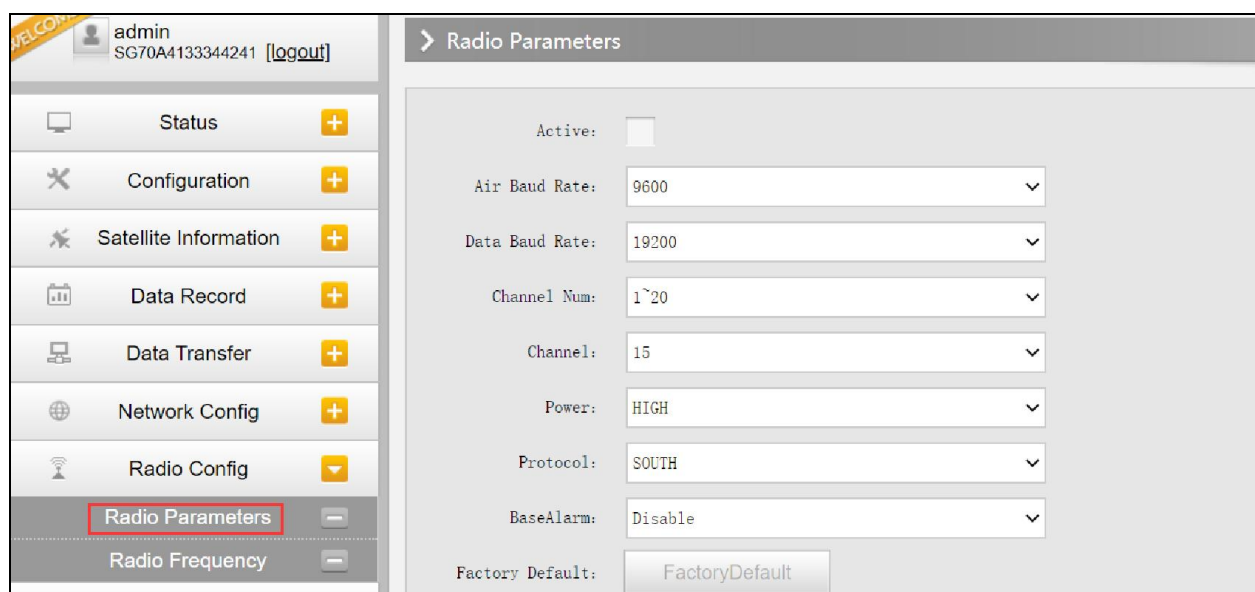 WELCOME
admin
SG70A4133344241 [logout]
Status
Configuration
Satellite Information
Data Record
Data Transfer
Network Config
Radio Config
Radio Parameters
Radio Frequency
Radio Parameters
Active:
Air Baud Rate: 9600
Data Baud Rate: 19200
Channel Num: 1~20
Channel: 15
Power: HIGH
Protocol: SOUTH
BaseAlarm: Disable
Factory Default: FactoryDefault